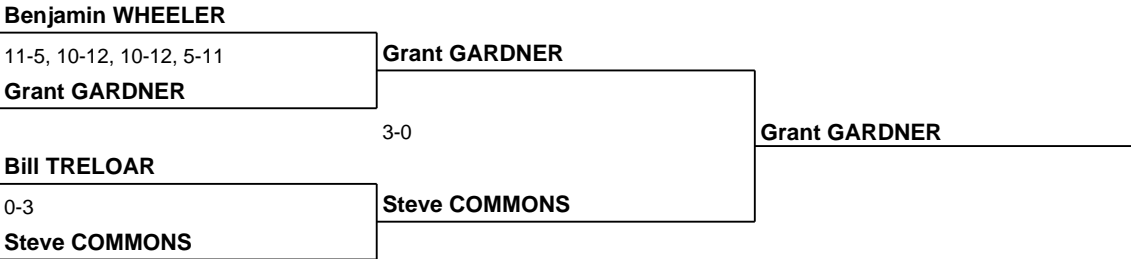 Benjamin WHEELER
11-5, 10-12, 10-12, 5-11
Grant GARDNER
Grant GARDNER
3-0
Grant GARDNER
Bill TRELOAR
0-3
Steve COMMONS
Steve COMMONS